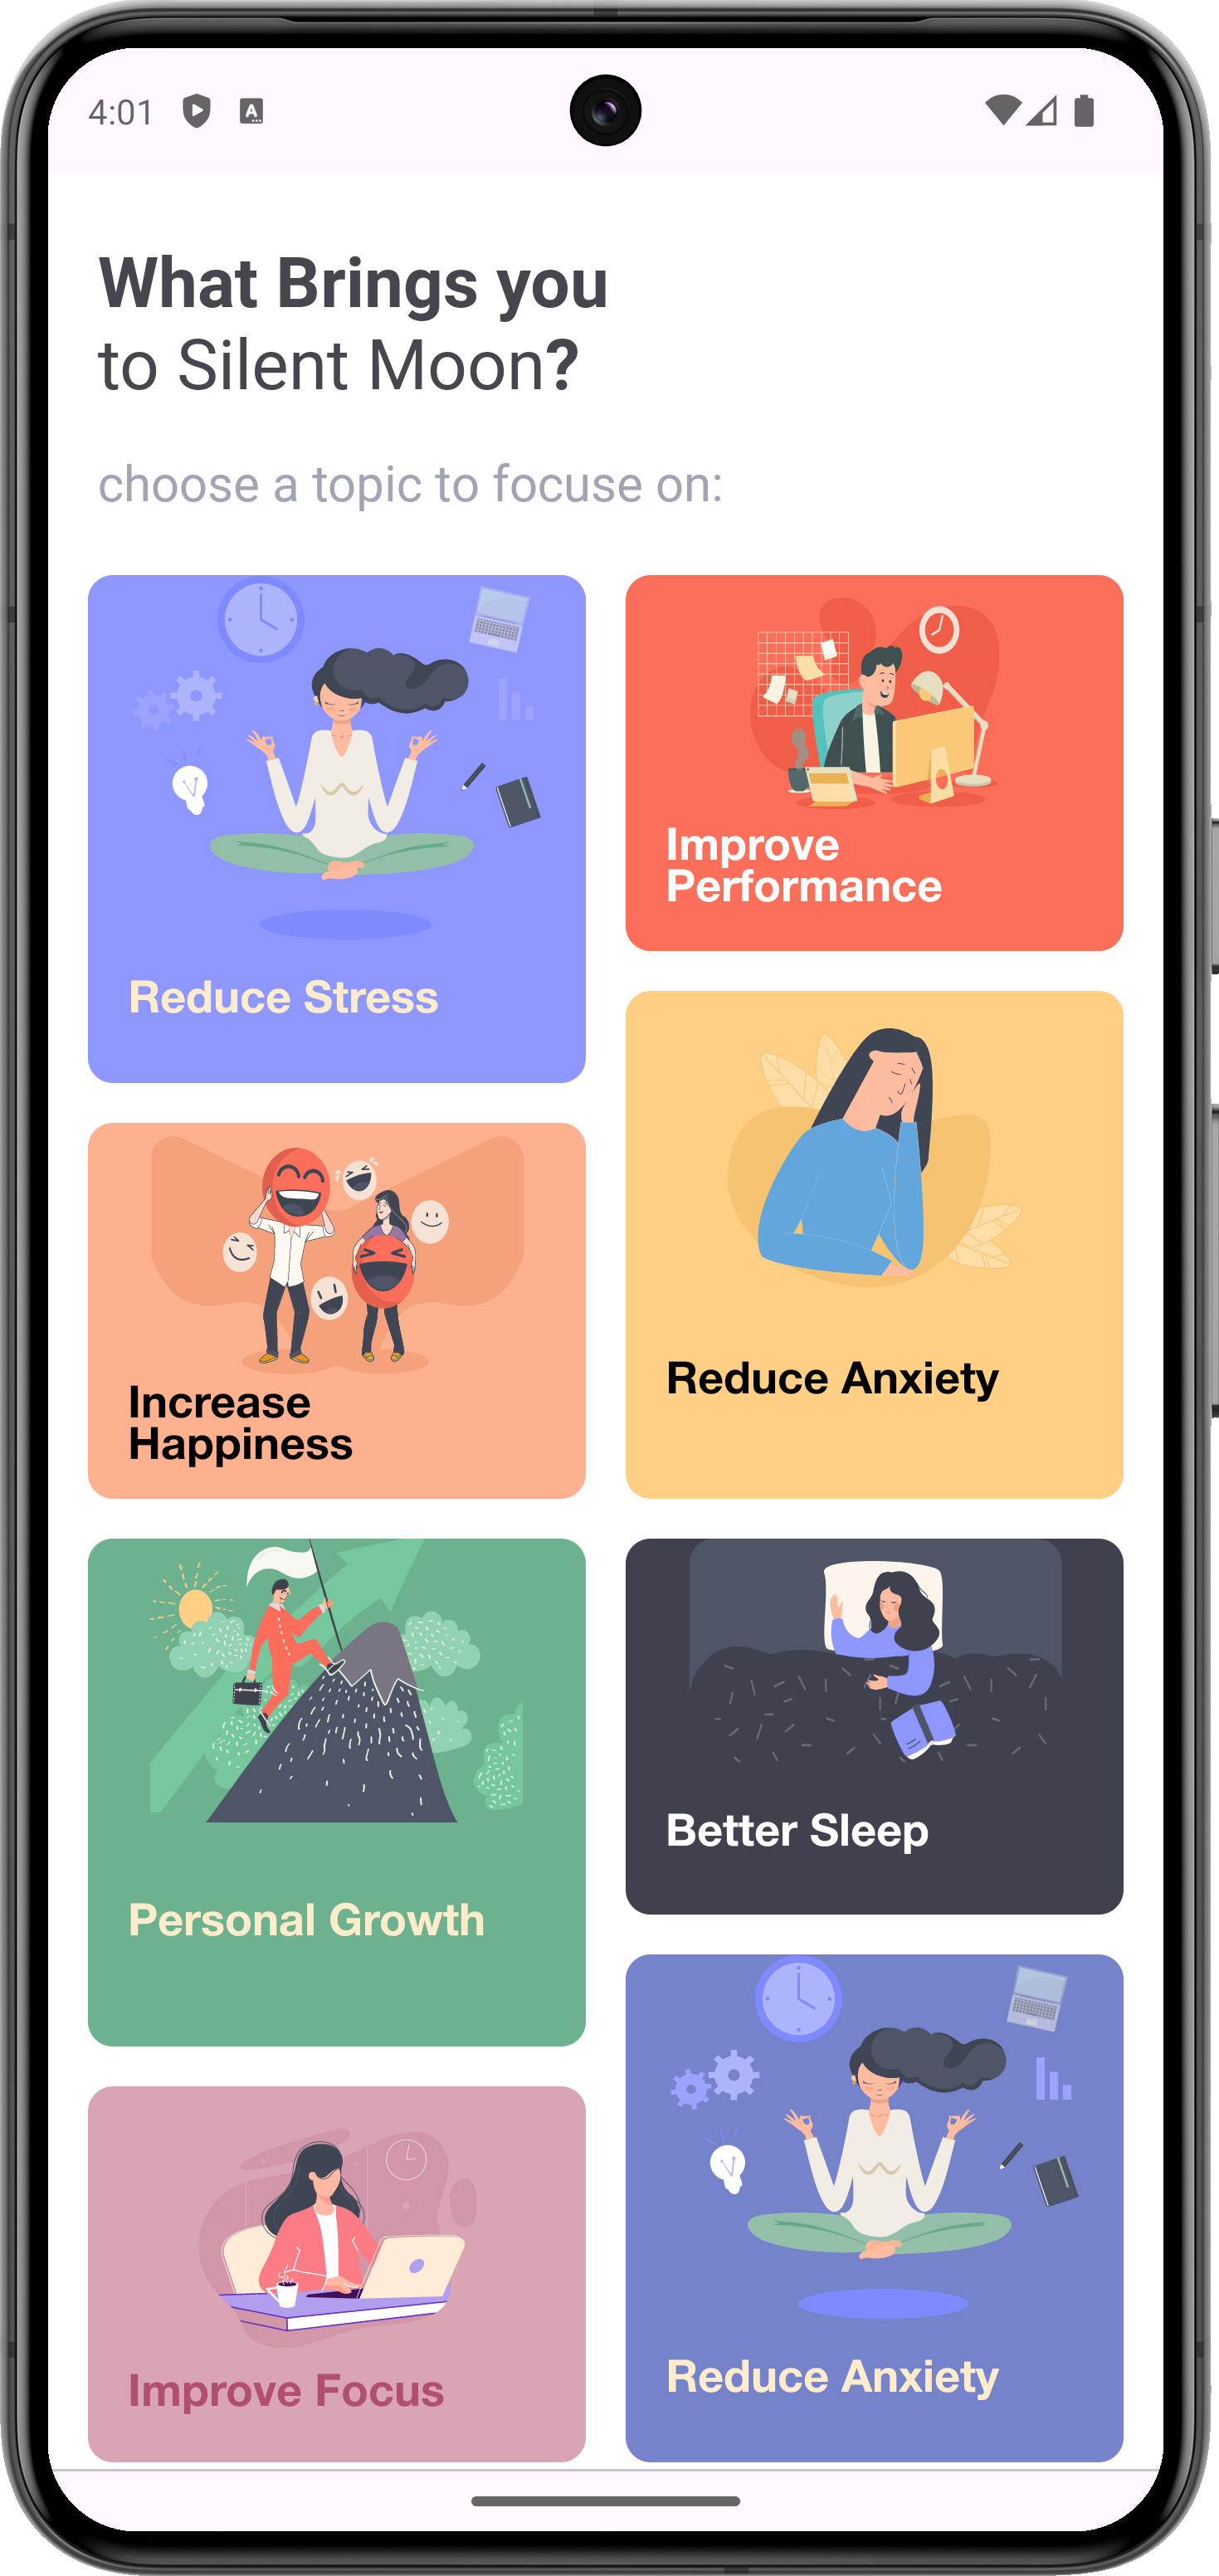 4:01
A
What Brings you
to Silent Moon?
choose a topic to focuse on:
Reduce Stress
Improve
Performance
Increase
Happiness
Reduce Anxiety
Personal Growth
Better Sleep
Improve Focus
Reduce Anxiety